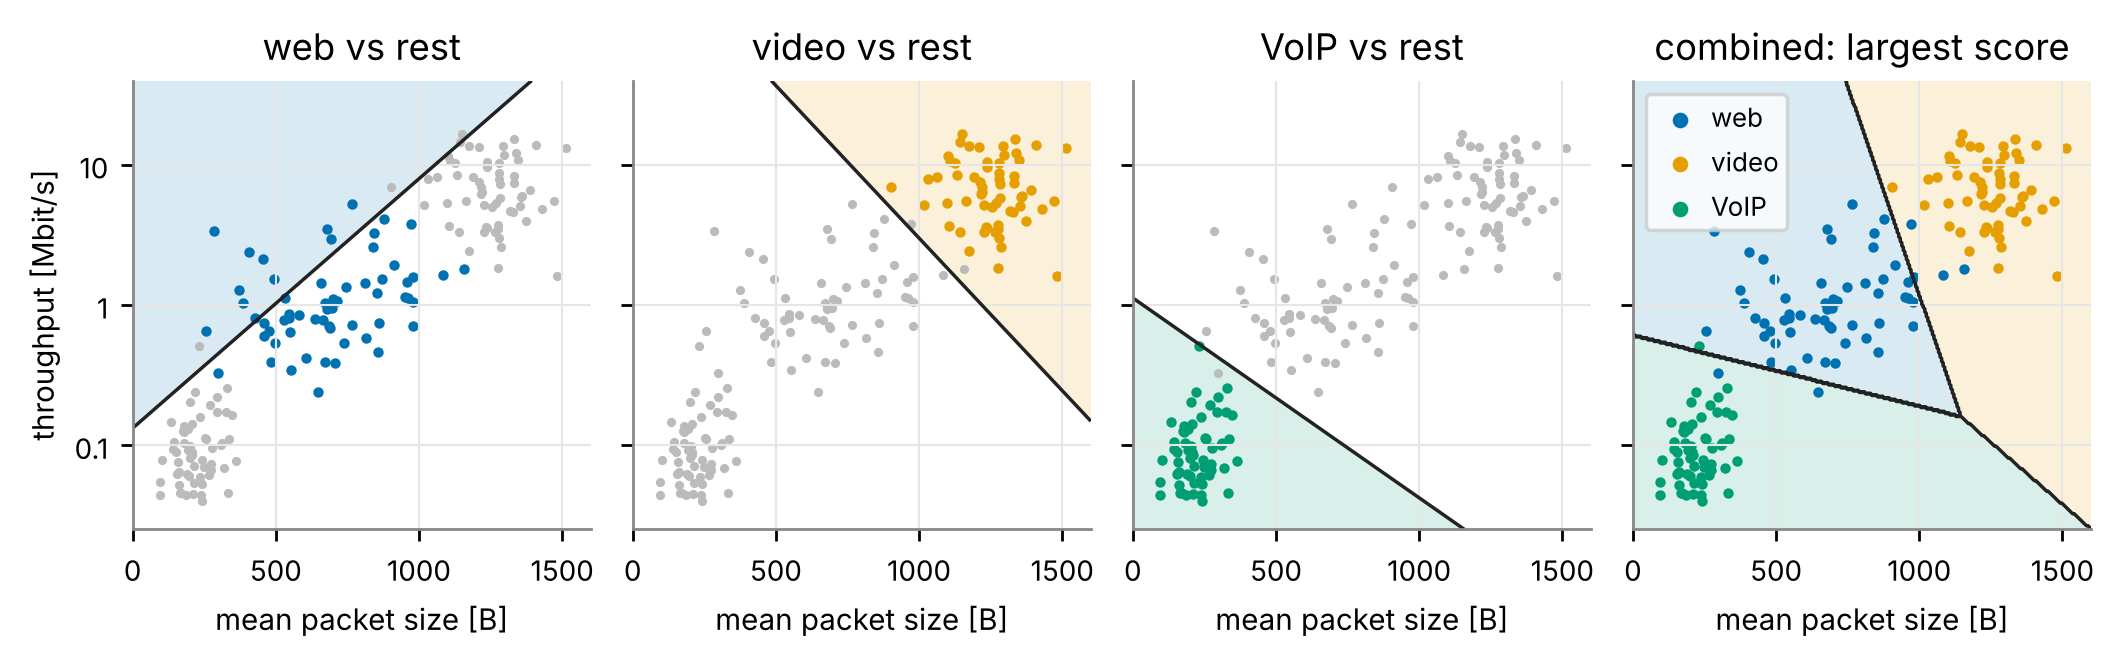 web vs rest
video vs rest
VoIP vs rest
combined: largest score
throughput [Mbit/s]
10
1
0.1
web
video
VoIP
0 500 1000 1500
0 500 1000 1500
0 500 1000 1500
0 500 1000 1500
mean packet size [B]
mean packet size [B]
mean packet size [B]
mean packet size [B]